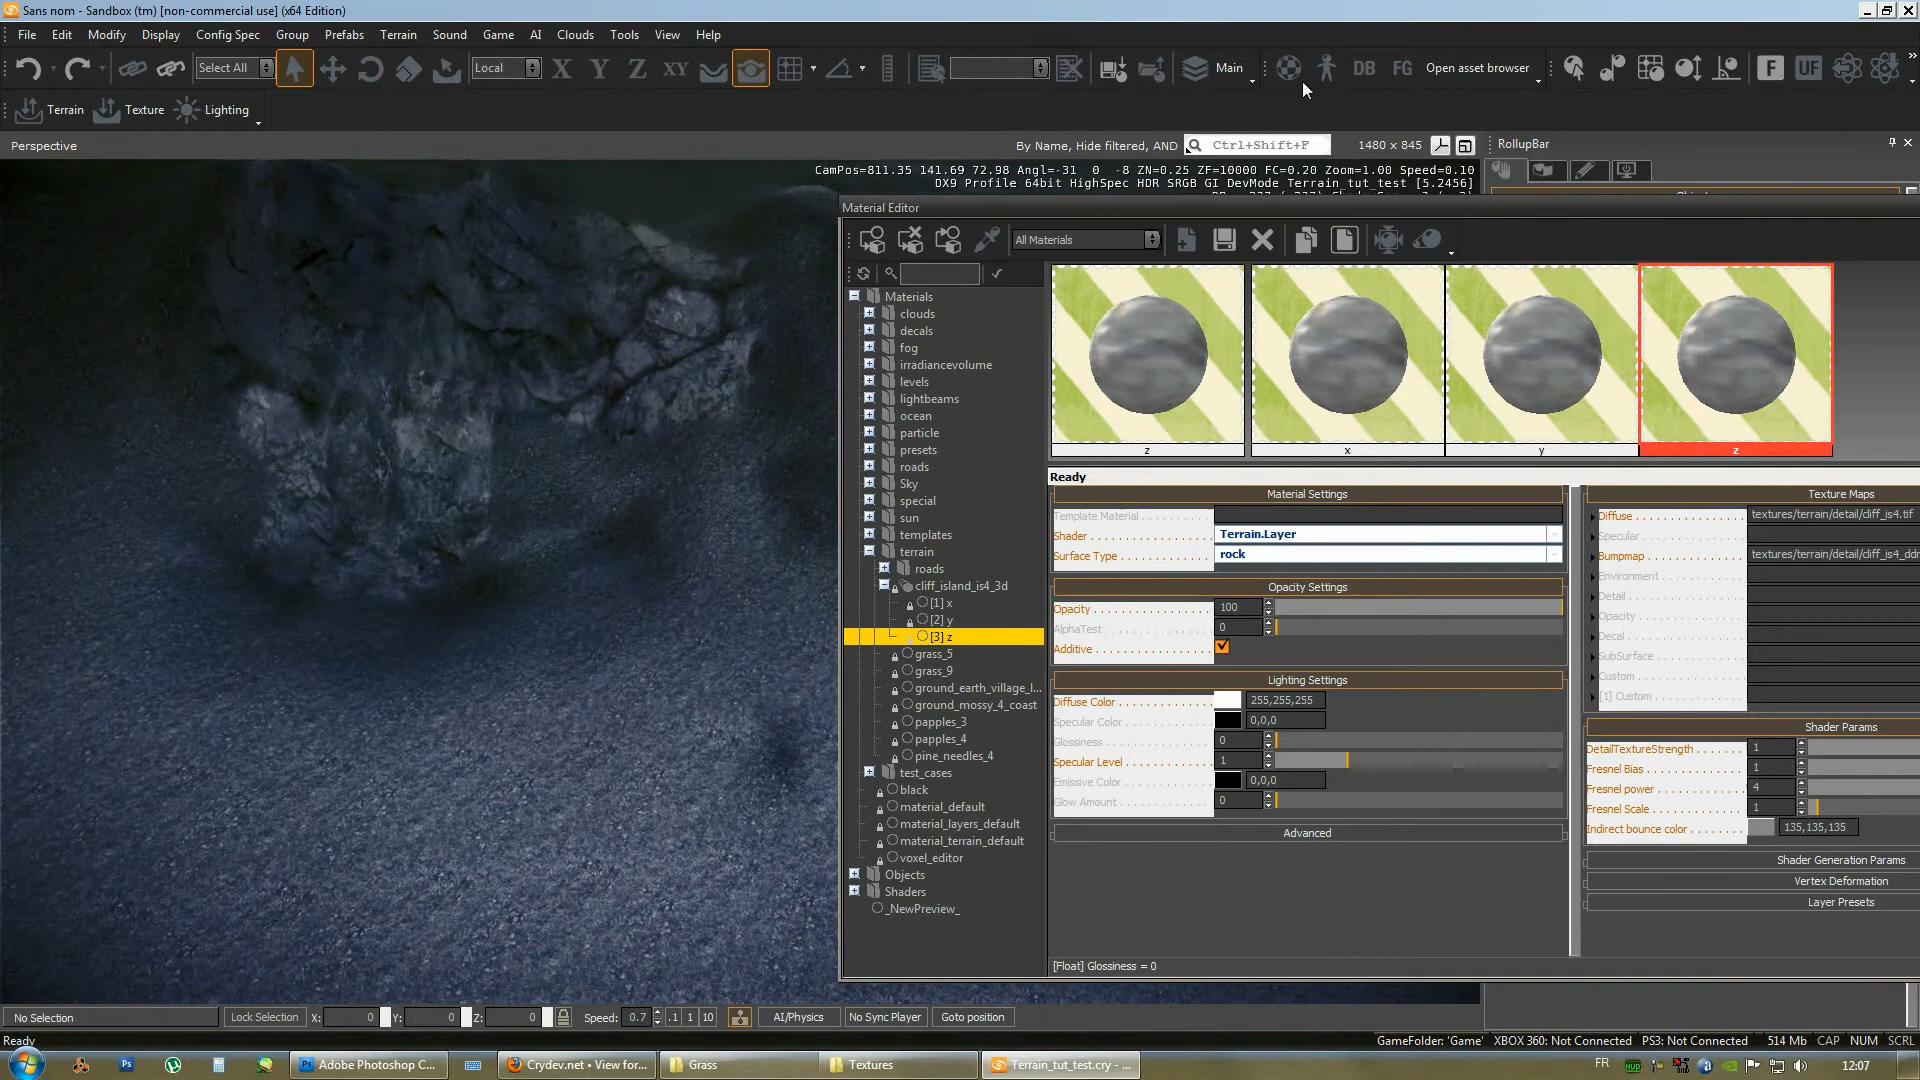 Sans nom - Sandbox (tm) [non-commercial use] (x64 Edition)
File Edit Modify Display Config Spec Group Prefabs Terrain Sound Game AI Clouds Tools View Help
Select All Local X Y Z XY Main DB FG Open asset browser F UF
Terrain Texture Lighting
Perspective
By Name, Hide filtered, AND Ctrl+Shift+F 1480 x 845 RollupBar
CamPos=811.35 141.69 72.98 Angl=-31 0 -8 ZN=0.25 ZF=10000 FC=0.20 Zoom=1.00 Speed=0.10
DX9 Profile 64bit HighSpec HDR SRGB GI DevMode Terrain_tut_test [5.2456]
Material Editor
All Materials
Materials
clouds
decals
fog
irradiancevolume
levels
lightbeams
ocean
particle
presets
roads
Sky
special
sun
templates
terrain
roads
cliff_island_is4_3d
[1] x
[2] y
[3] z
grass_5
grass_9
ground_earth_village_l...
ground_mossy_4_coast
papples_3
papples_4
pine_needles_4
test_cases
black
material_default
material_layers_default
material_terrain_default
voxel_editor
Objects
Shaders
_NewPreview_
z x y z
Ready
Material Settings
Template Material
Shader Terrain.Layer
Surface Type rock
Opacity Settings
Opacity 100
AlphaTest 0
Additive
Lighting Settings
Diffuse Color 255,255,255
Specular Color 0,0,0
Glossiness 0
Specular Level 1
Emissive Color 0,0,0
Glow Amount 0
Advanced
Texture Maps
Diffuse textures/terrain/detail/cliff_is4.tif
Specular
Bumpmap textures/terrain/detail/cliff_is4_ddn
Environment
Detail
Opacity
Decal
SubSurface
Custom
[1] Custom
Shader Params
DetailTextureStrength 1
Fresnel Bias 1
Fresnel power 4
Fresnel Scale 1
Indirect bounce color 135,135,135
Shader Generation Params
Vertex Deformation
Layer Presets
[Float] Glossiness = 0
No Selection Lock Selection X: 0 Y: 0 Z: 0 Speed: 0.7 .1 1 10 AI/Physics No Sync Player Goto position
Ready
GameFolder: 'Game' XBOX 360: Not Connected PS3: Not Connected 514 Mb CAP NUM SCRL
Adobe Photoshop C... Crydev.net • View for... Grass Textures Terrain_tut_test.cry - ... FR 12:07